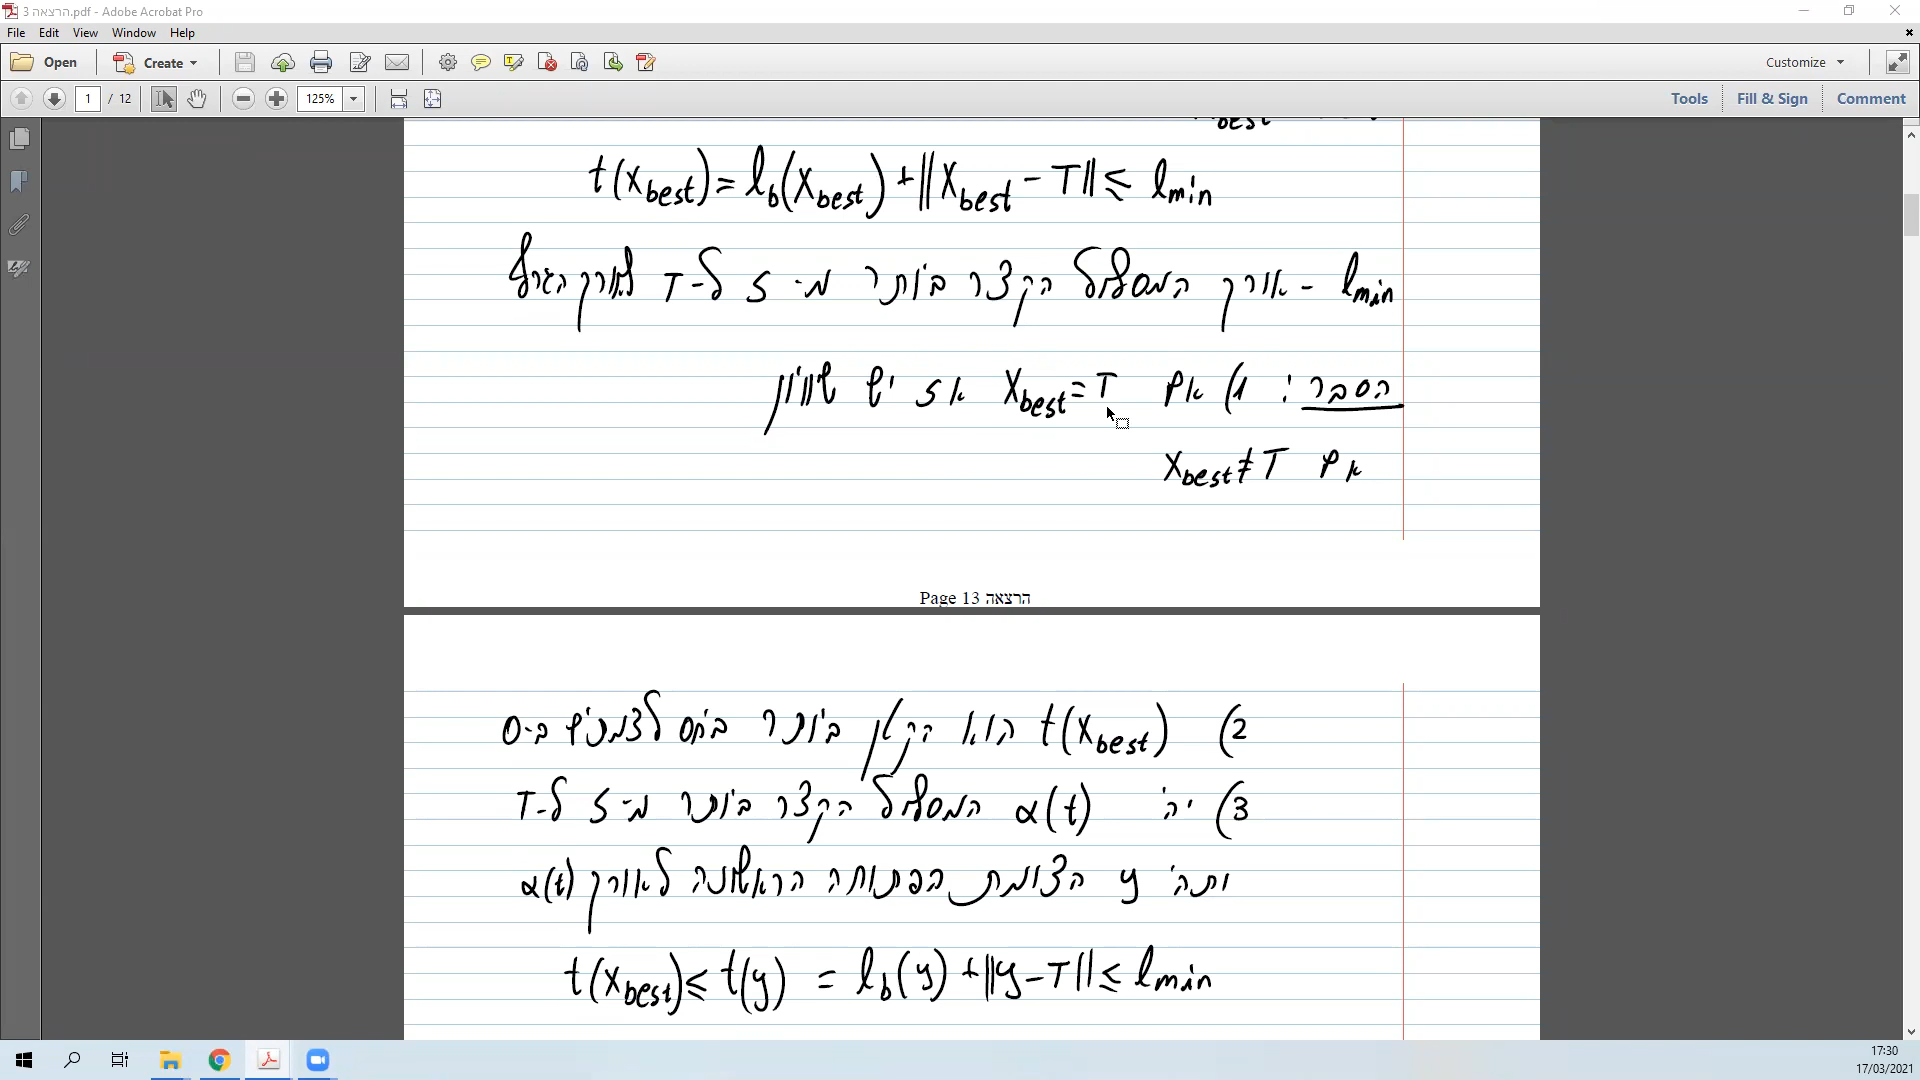 הרצאה 3.pdf - Adobe Acrobat Pro
File Edit View Window Help
Open Create Customize
1 / 12 125% Tools Fill & Sign Comment
t(x_best) = l_b(x_best) + ||x_best - T|| ≤ l_min
l_min - אורך המסלול הקצר ביותר מ- S ל-T לאורך הגרף
הסבר: 1) אם x_best = T אז יש שוויון
אם x_best ≠ T
הרצאה Page 13
2) t(x_best) הוא הקטן ביותר ביחס לצמתים ב-O
3) יהי α(t) המסלול הקצר ביותר מ-S ל-T
ותהי y הצומת הפתוחה הראשונה לאורך α(t)
t(x_best) ≤ t(y) = l_b(y) + ||y - T|| ≤ l_min
17:30
17/03/2021